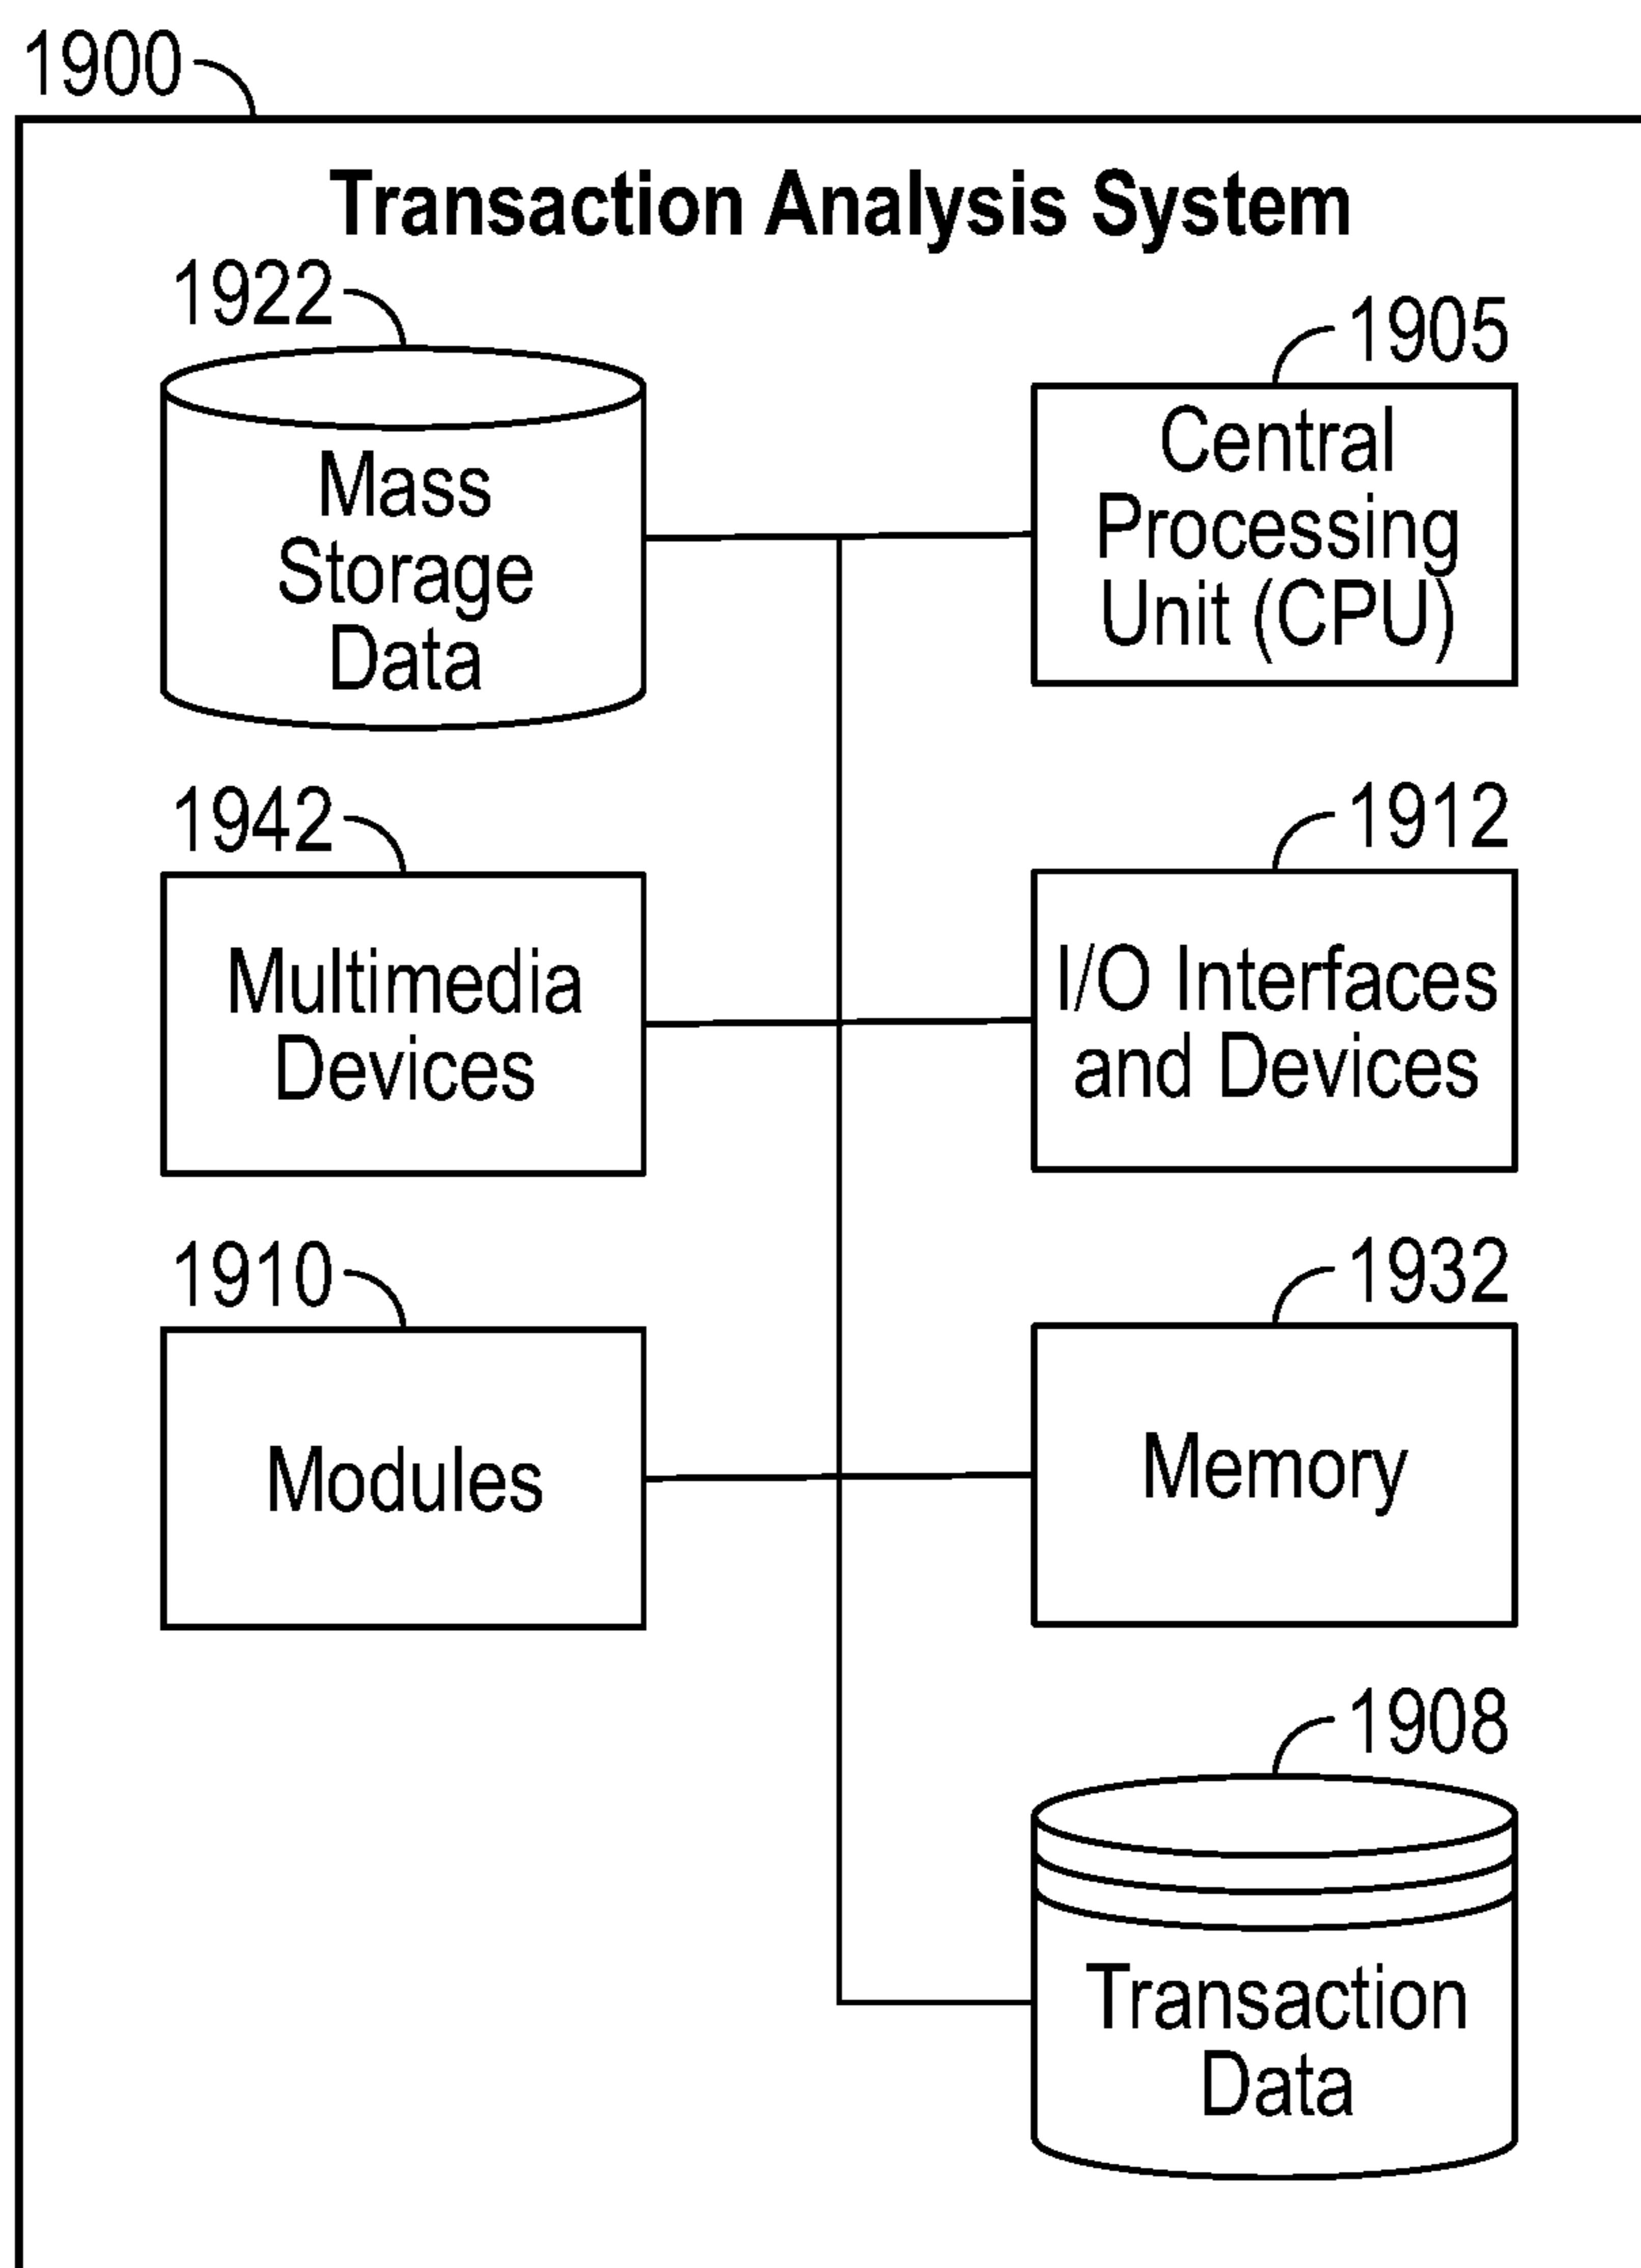 1900
Transaction Analysis System
1922
Mass
Storage
Data
1905
Central
Processing
Unit (CPU)
1942
Multimedia
Devices
1912
I/O Interfaces
and Devices
1910
Modules
1932
Memory
1908
Transaction
Data